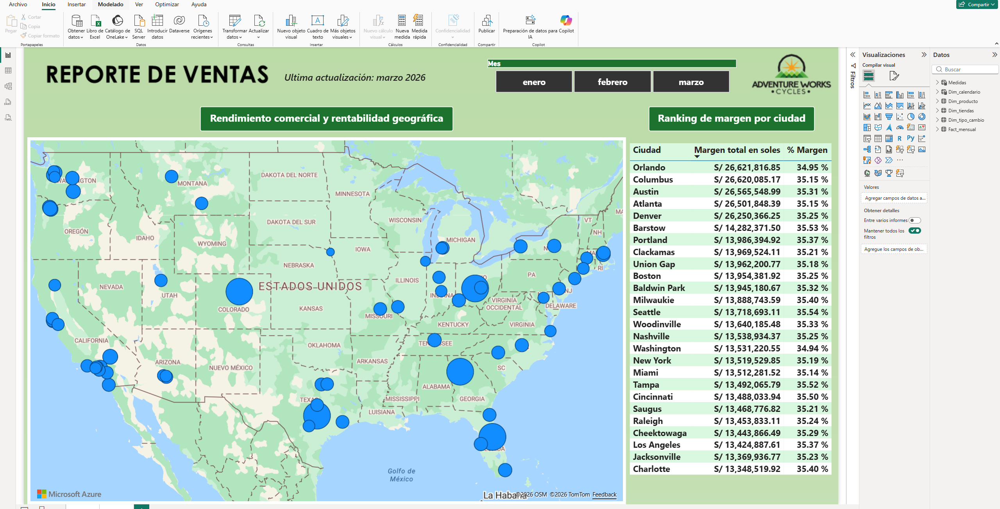 Archivo Inicio Insertar Modelado Ver Optimizar Ayuda
Compartir
Pegar
Cortar
Copia
Copiar formato
Portapapeles
Obtener datos
Libro de Excel
Catálogo de OneLake
SQL Server
Introducir datos
Dataverse
Orígenes recientes
Datos
Transformar datos
Actualizar
Consultas
Nuevo objeto visual
Cuadro de texto
Más objetos visuales
Insertar
Nuevo cálculo visual
Nueva medida
Medida rápida
Cálculos
Confidencialidad
Confidencialidad
Publicar
Compartir
Preparación de datos para IA
Copilot
Copilot
REPORTE DE VENTAS
Ultima actualización: marzo 2026
Mes
enero febrero marzo
ADVENTURE WORKS
•CYCLES•
Rendimiento comercial y rentabilidad geográfica
Ranking de margen por ciudad
DAKOTA DEL NORTE
MONTANA
MINNESOTA
WISCONSIN
DAKOTA DEL SUR
OREGÓN
IDAHO
WYOMING
MICHIGAN
VT
NH
IOWA
NEBRASKA
RI
ILLINOIS
PA
NEVADA
ESTADOS UNIDOS
UTAH
COLORADO
KANSAS
NJ
VIRGINIA OCCIDENTAL
DELAWARE
MISSOURI
KENTUCKY
VIRGINIA
CALIFORNIA
OKLAHOMA
ARKANSAS
ARIZONA
NUEVO MÉXICO
SC
ALABAMA
MISSISSIPPI
GEORGIA
LUISIANA
Golfo de
México
La Habana
Microsoft Azure
©2026 OSM ©2026 TomTom Feedback
Ciudad Margen total en soles % Margen
Orlando S/ 26,621,816.85 34.95 %
Columbus S/ 26,620,085.17 35.15 %
Austin S/ 26,565,548.99 35.31 %
Atlanta S/ 26,501,848.39 35.15 %
Denver S/ 26,250,366.25 35.25 %
Barstow S/ 14,282,371.50 35.53 %
Portland S/ 13,986,394.92 35.37 %
Clackamas S/ 13,969,524.11 35.21 %
Union Gap S/ 13,962,200.77 35.18 %
Boston S/ 13,954,381.92 35.25 %
Baldwin Park S/ 13,945,180.67 35.32 %
Milwaukie S/ 13,888,743.59 35.40 %
Seattle S/ 13,718,693.11 35.54 %
Woodinville S/ 13,640,185.48 35.33 %
Nashville S/ 13,538,934.37 35.25 %
Washington S/ 13,531,220.55 34.94 %
New York S/ 13,519,529.85 35.19 %
Miami S/ 13,512,281.52 35.14 %
Tampa S/ 13,492,065.79 35.52 %
Cincinnati S/ 13,488,033.94 35.50 %
Saugus S/ 13,468,776.82 35.21 %
Raleigh S/ 13,453,833.11 35.24 %
Cheektowaga S/ 13,443,866.49 35.29 %
Los Angeles S/ 13,424,887.61 35.37 %
Jacksonville S/ 13,369,936.77 35.23 %
Charlotte S/ 13,348,519.92 35.40 %
Filtros
Visualizaciones
Compilar visual
R Py
Valores
Agregar campos de datos a...
Obtener detalles
Entre varios informes
Mantener todos los
filtros
Agregue los campos de ob...
Datos
Buscar
Medidas
Dim_calendario
Dim_producto
Dim_tiendas
Dim_tipo_cambio
Fact_mensual